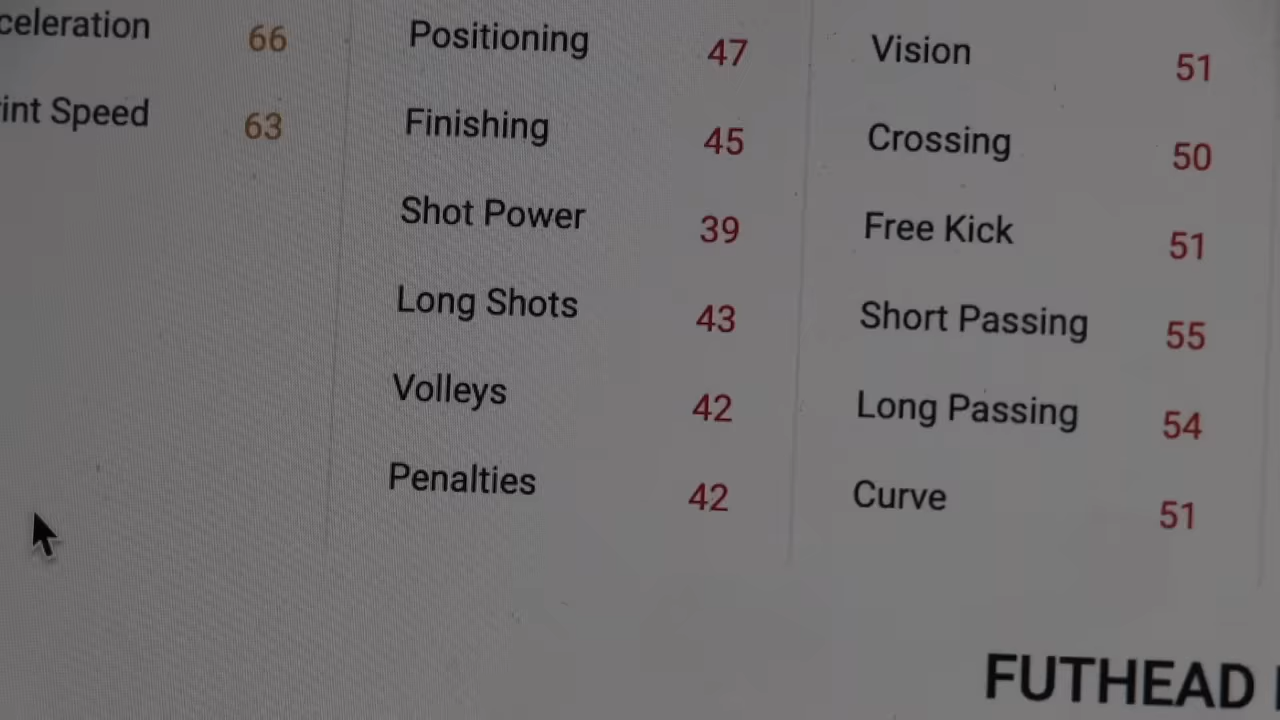 celeration 66
int Speed 63
Positioning 47
Finishing 45
Shot Power 39
Long Shots 43
Volleys 42
Penalties 42
Vision 51
Crossing 50
Free Kick 51
Short Passing 55
Long Passing 54
Curve 51
FUTHEAD